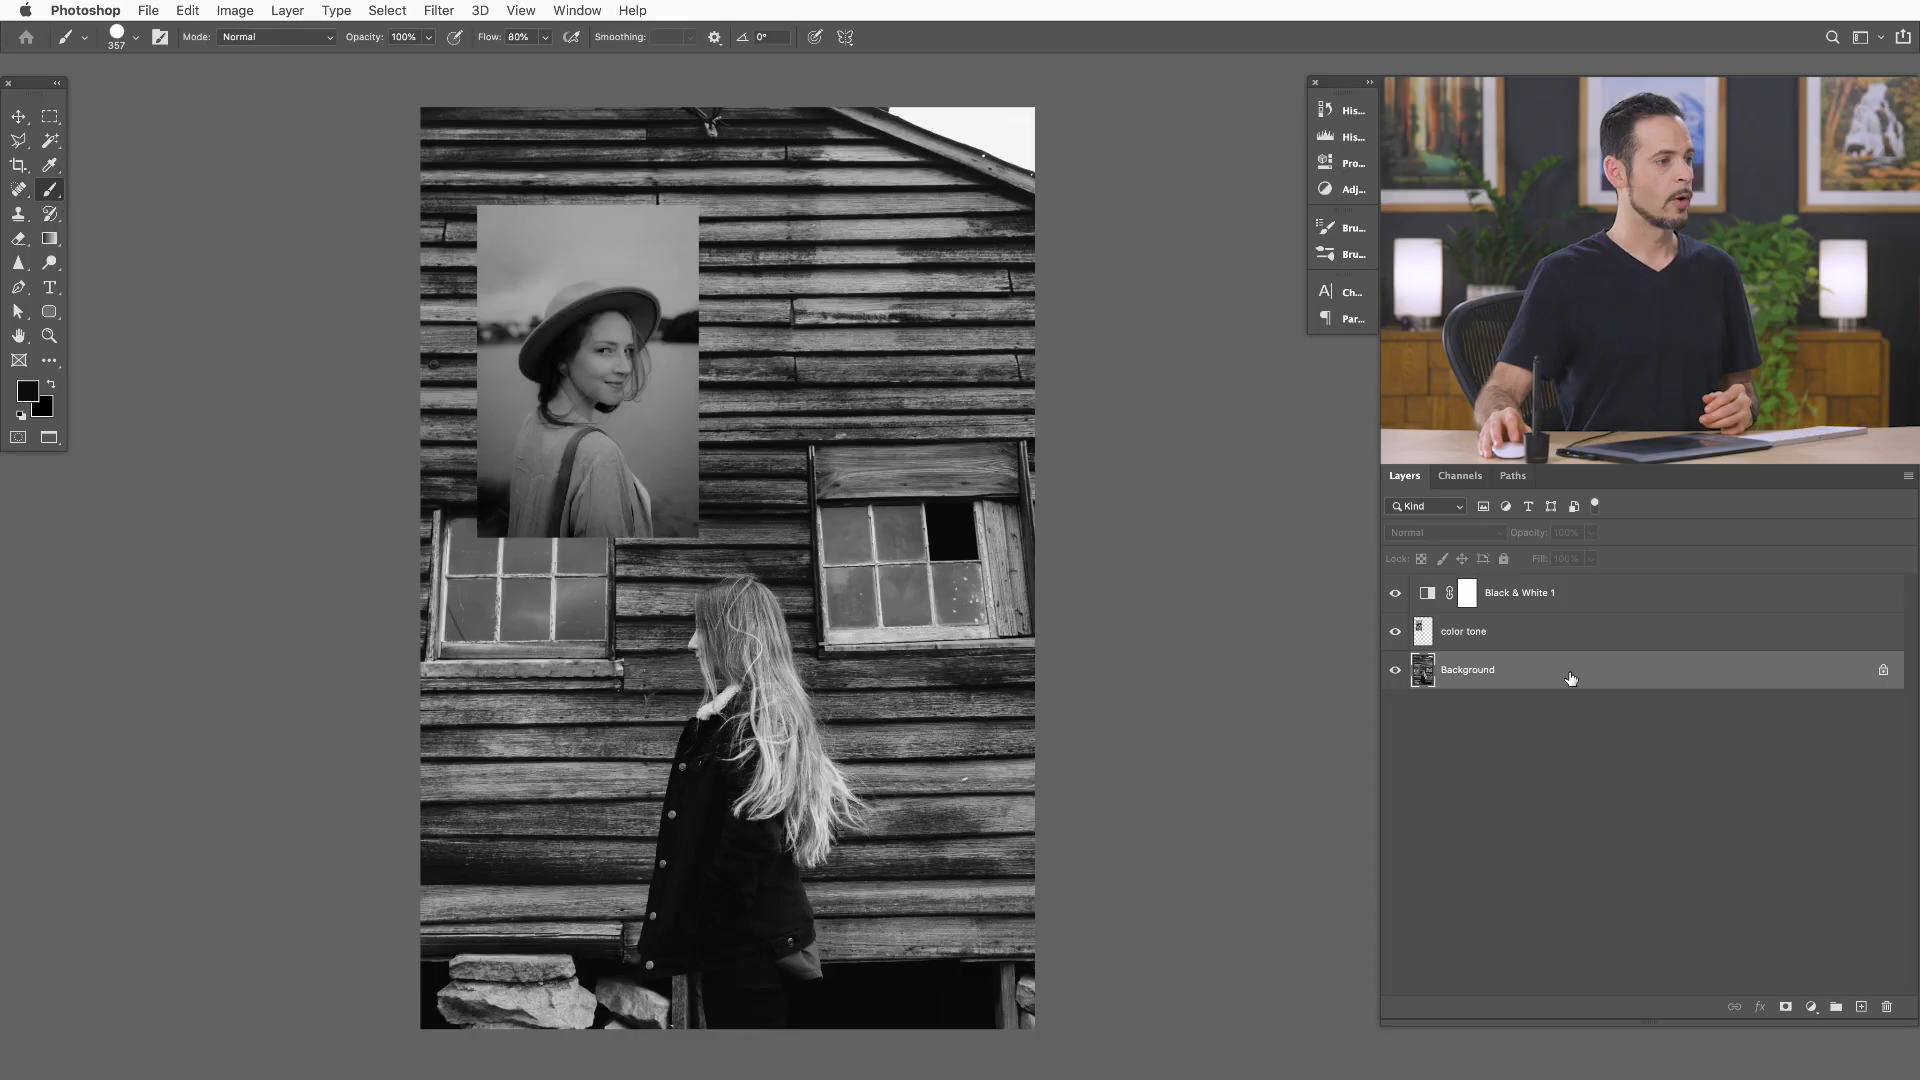 Photoshop File Edit Image Layer Type Select Filter 3D View Window Help
357 Mode: Normal Opacity: 100% Flow: 80% Smoothing: 0°
His...
His...
Pro...
Adj...
Bru...
Bru...
Ch...
Par...
Layers Channels Paths
Kind
Normal Opacity: 100%
Lock: Fill: 100%
Black & White 1
color tone
Background